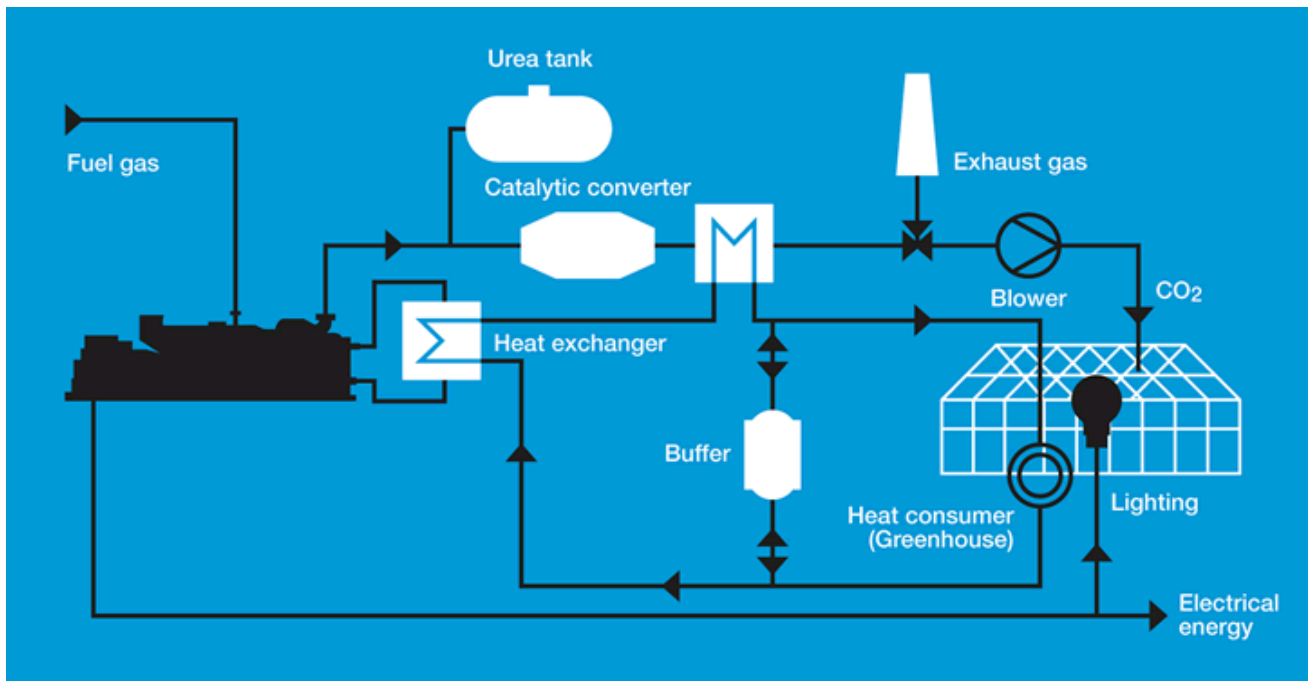 Urea tank
Fuel gas
Exhaust gas
Catalytic converter
Blower
CO₂
Heat exchanger
Buffer
Lighting
Heat consumer
(Greenhouse)
Electrical
energy